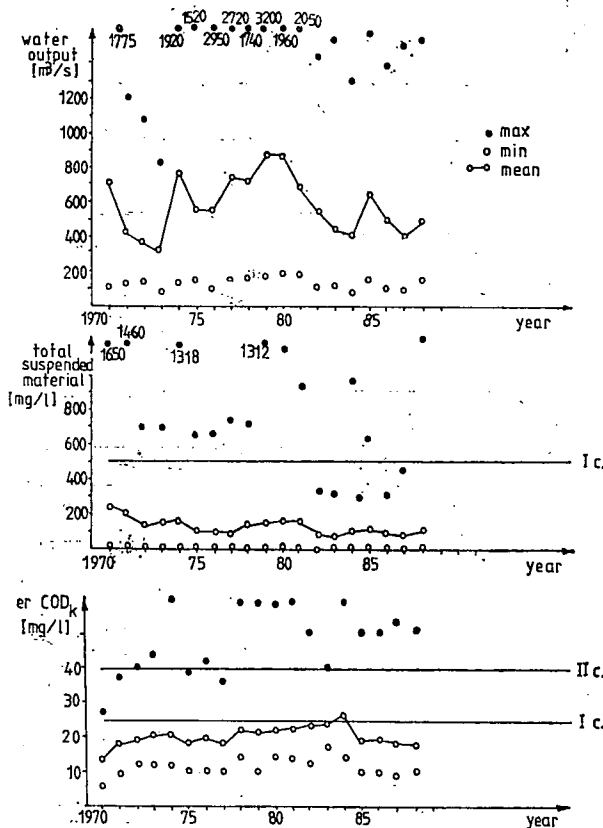 1520 2720 3200 2050
water 1775 1920 2950 1740 1960
output
[m³/s]
1200
1000
800
600
400
200
max
min
mean
1970 75 80 85 year
1460
total 1650 1318 1312
suspended
material
[mg/l]
800
600
400
200
I c.
1970 75 80 85 year
er COD k
[mg/l]
40
30
20
10
II c.
I c.
1970 75 80 85 year